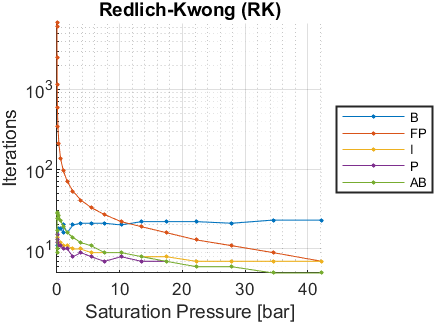 Redlich-Kwong (RK)
Iterations
10³
10²
10¹
0
10
20
30
40
Saturation Pressure [bar]
B
FP
I
P
AB